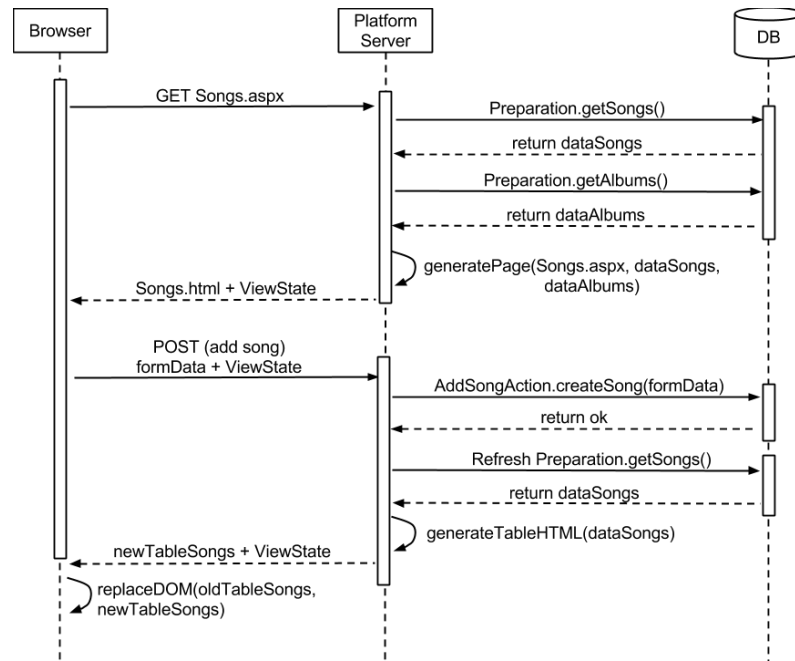 Browser
Platform
Server
DB
GET Songs.aspx
Preparation.getSongs()
return dataSongs
Preparation.getAlbums()
return dataAlbums
generatePage(Songs.aspx, dataSongs,
dataAlbums)
Songs.html + ViewState
POST (add song)
formData + ViewState
AddSongAction.createSong(formData)
return ok
Refresh Preparation.getSongs()
return dataSongs
generateTableHTML(dataSongs)
newTableSongs + ViewState
replaceDOM(oldTableSongs,
newTableSongs)